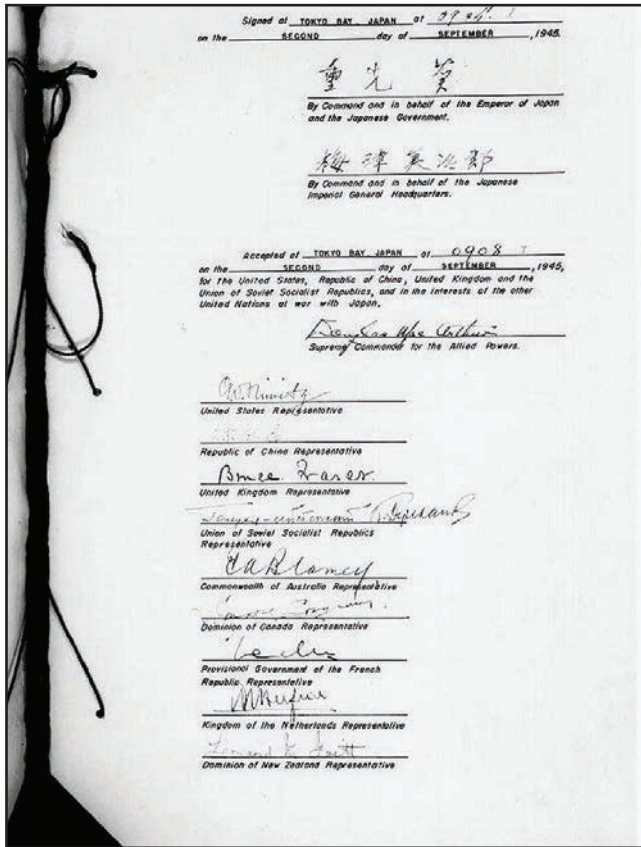 Signed at TOKYO BAY, JAPAN at 0904 I
on the SECOND day of SEPTEMBER, 1945.
重光葵
By Command and in behalf of the Emperor of Japan
and the Japanese Government.
梅津美治郎
By Command and in behalf of the Japanese
Imperial General Headquarters.
Accepted at TOKYO BAY, JAPAN at 0908 I
on the SECOND day of SEPTEMBER, 1945,
for the United States, Republic of China, United Kingdom and the
Union of Soviet Socialist Republics, and in the interests of the other
United Nations at war with Japan.
Douglas MacArthur
Supreme Commander for the Allied Powers.
C.W. Nimitz
United States Representative
Republic of China Representative
Bruce Fraser
United Kingdom Representative
Union of Soviet Socialist Republics
Representative
T.A. Blamey
Commonwealth of Australia Representative
Dominion of Canada Representative
Provisional Government of the French
Republic Representative
Kingdom of the Netherlands Representative
Dominion of New Zealand Representative